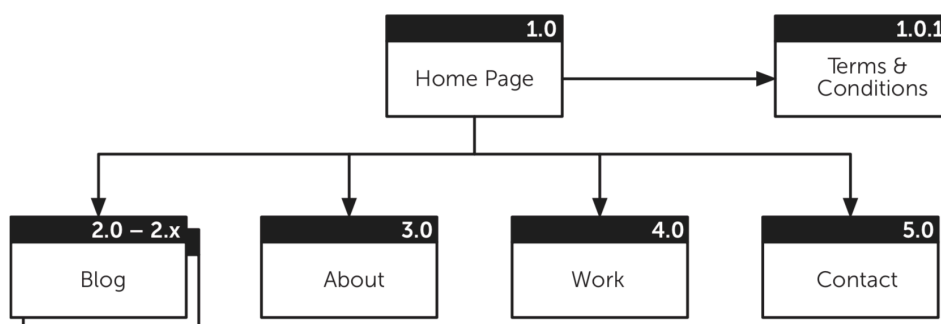 1.0
Home Page
1.0.1
Terms &
Conditions
2.0 – 2.x
Blog
3.0
About
4.0
Work
5.0
Contact